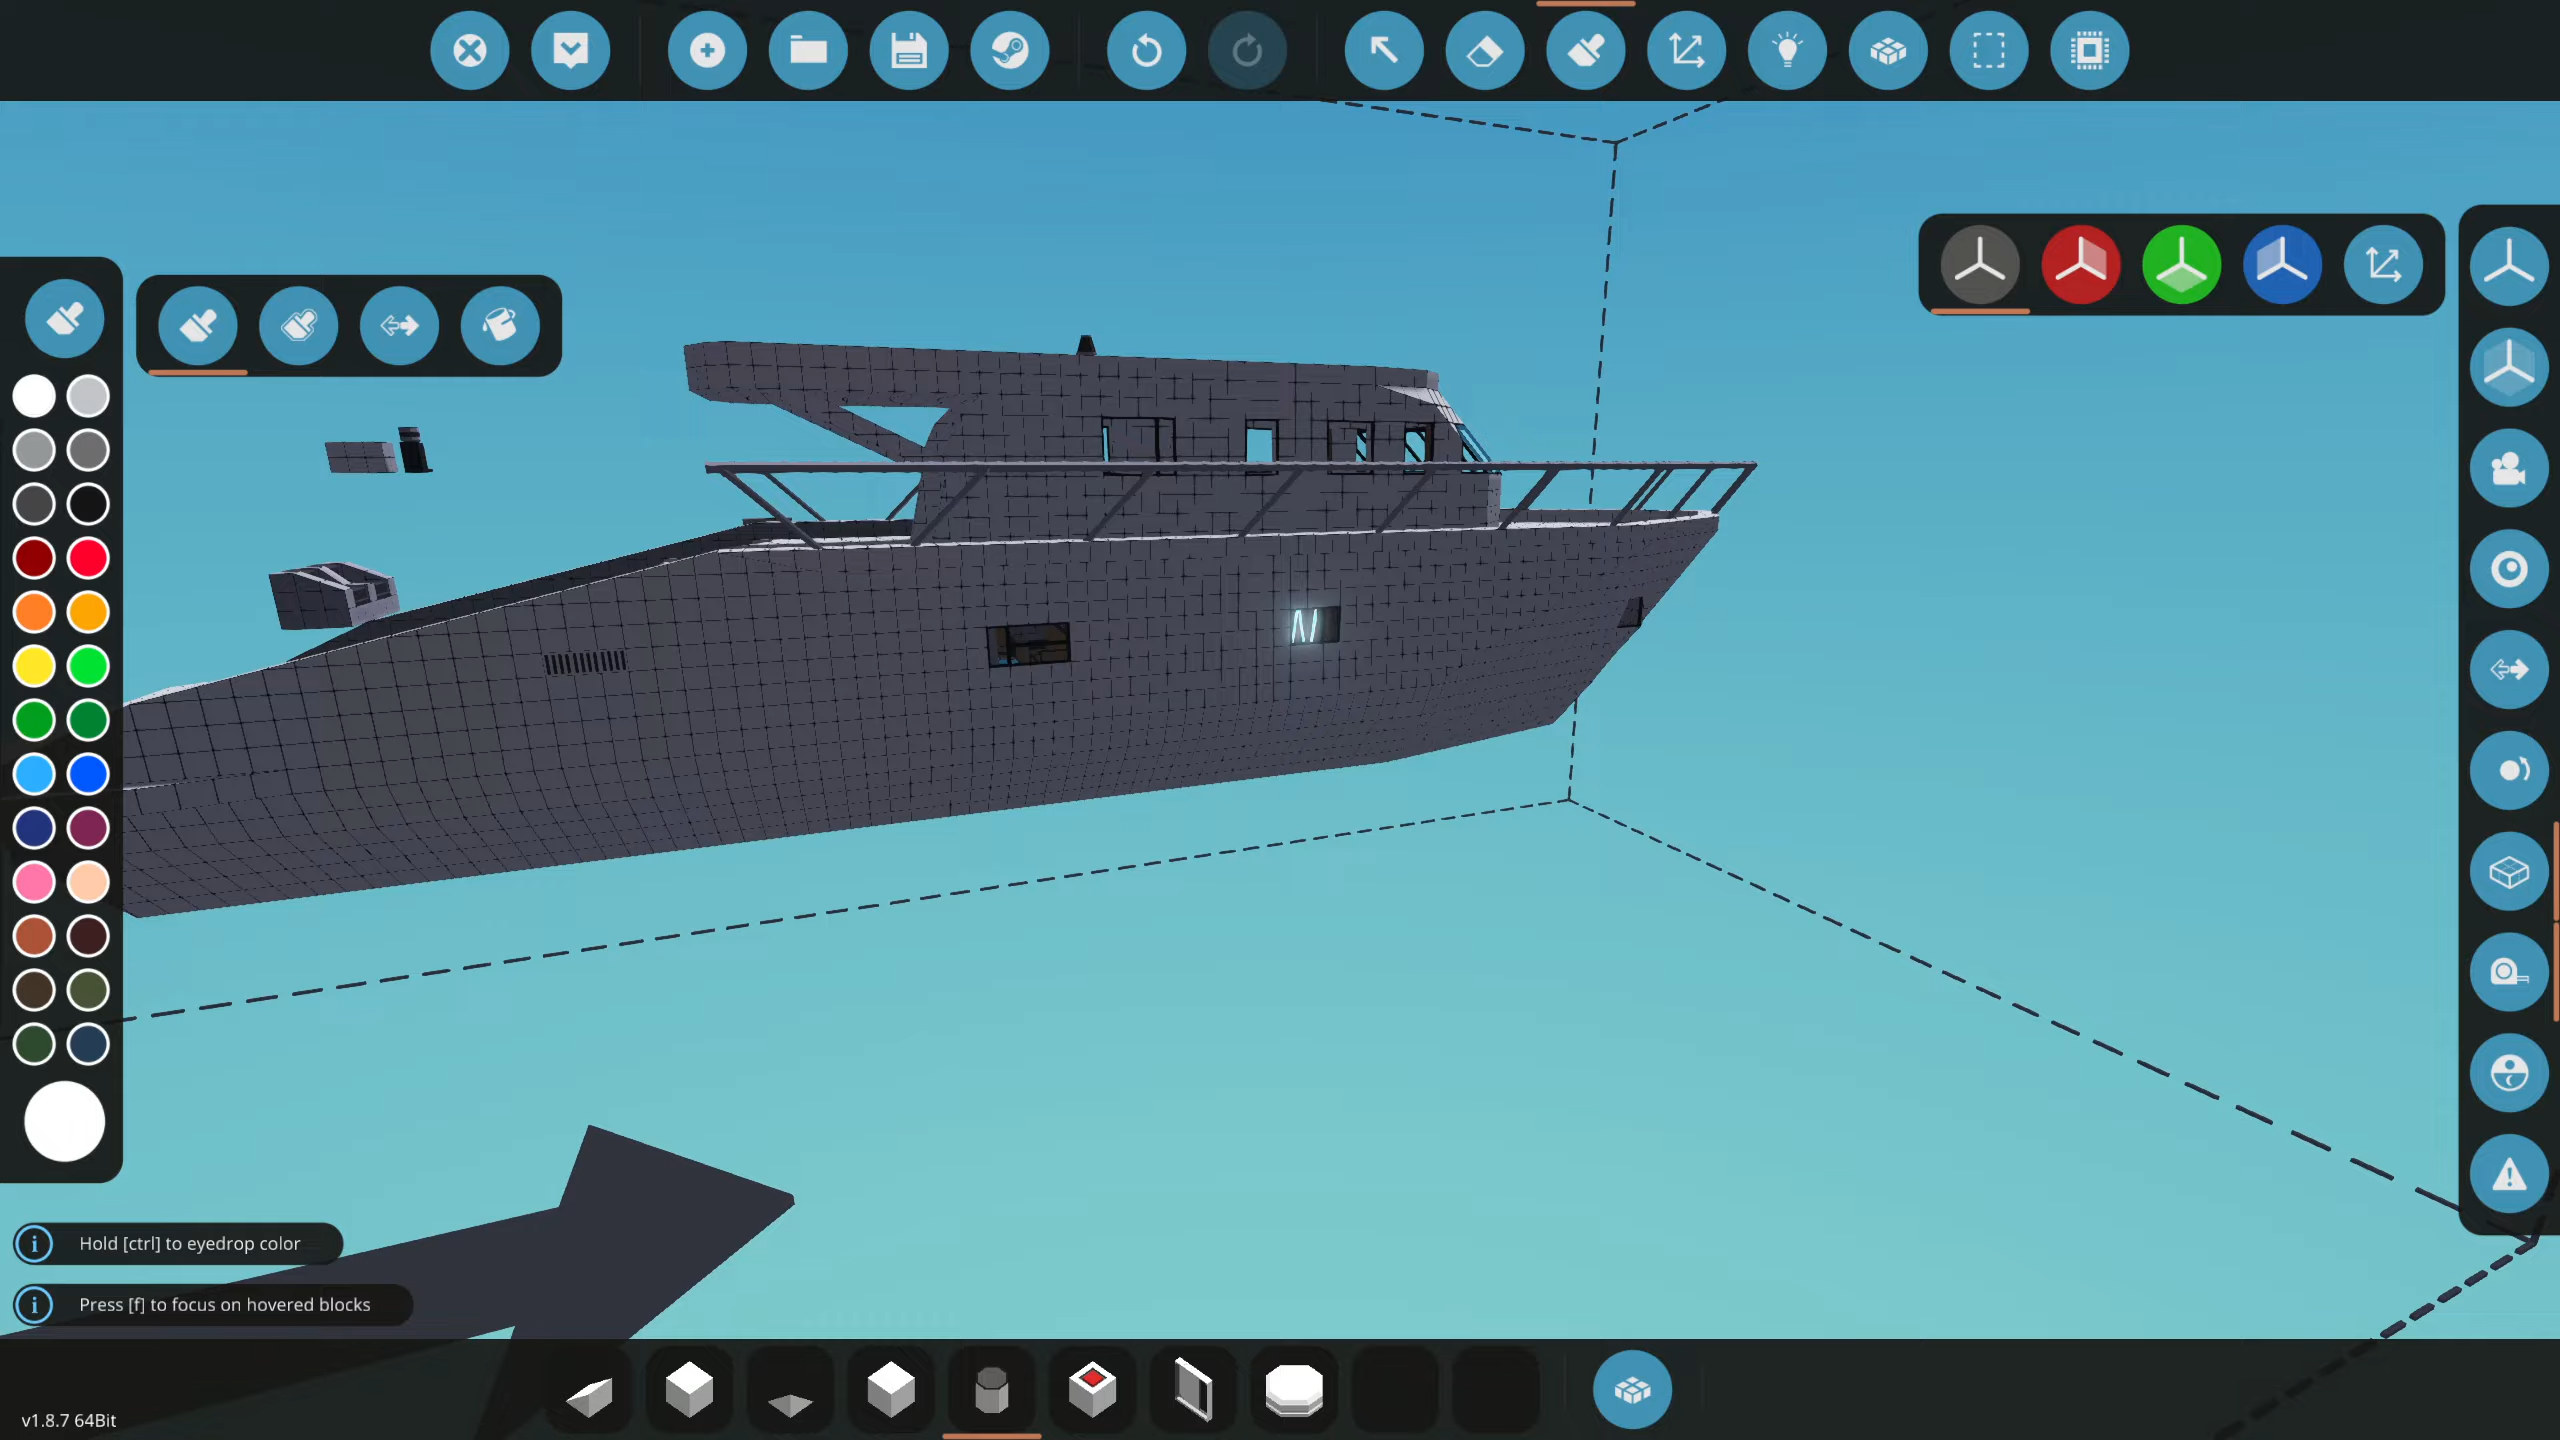 Hold [ctrl] to eyedrop color
Press [f] to focus on hovered blocks
v1.8.7 64Bit